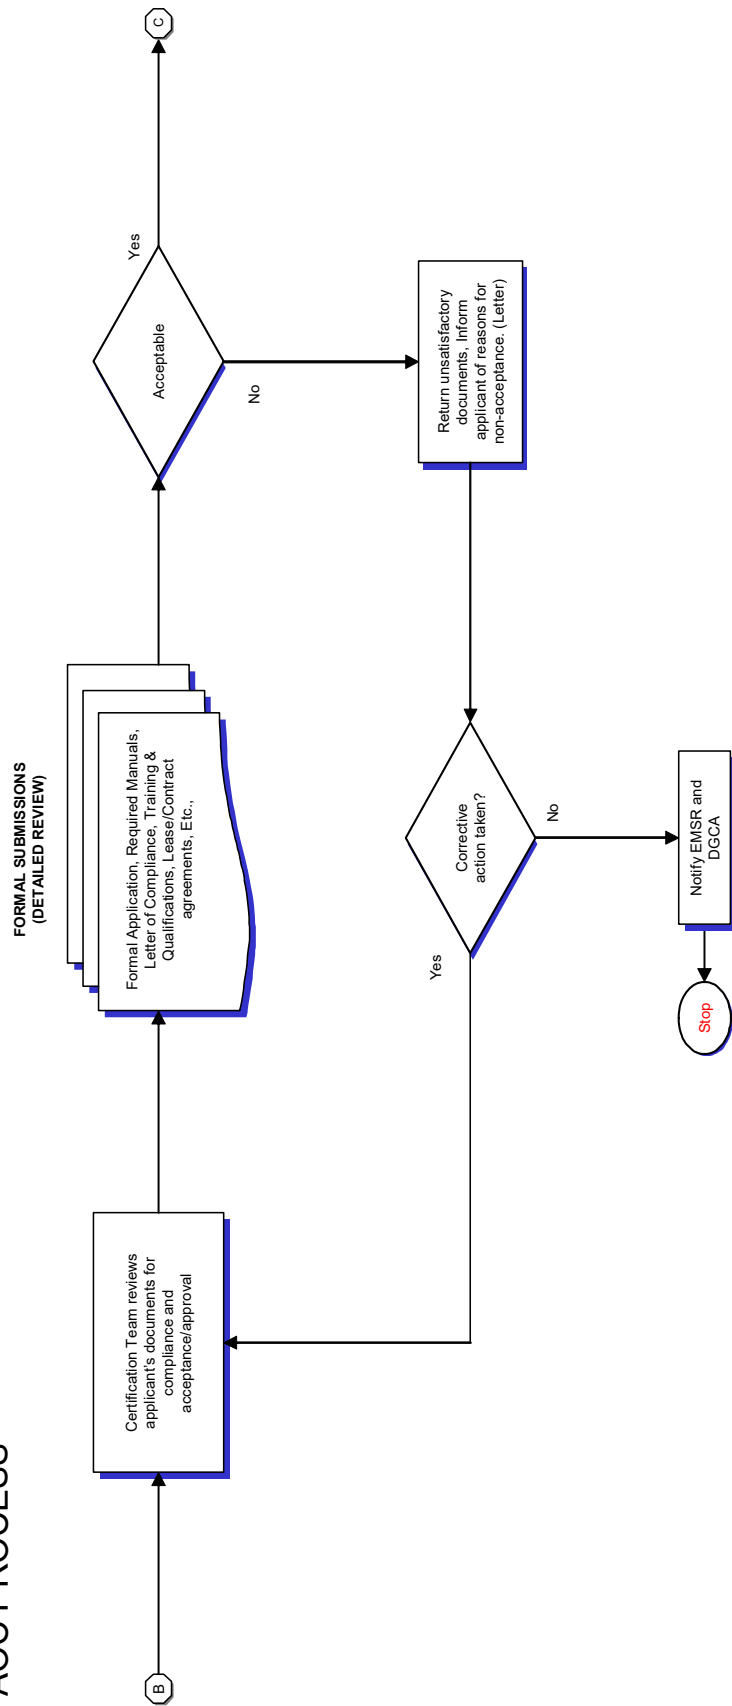 AOC PROCESS
FORMAL SUBMISSIONS
(DETAILED REVIEW)
B
Certification Team reviews
applicant's documents for
compliance and
acceptance/approval
Formal Application, Required Manuals,
Letter of Compliance, Training &
Qualifications, Lease/Contract
agreements, Etc.,
Acceptable
Yes
C
No
Return unsatisfactory
documents, Inform
applicant of reasons for
non-acceptance. (Letter)
Corrective
action taken?
Yes
No
Notify EMSR and
DGCA
Stop